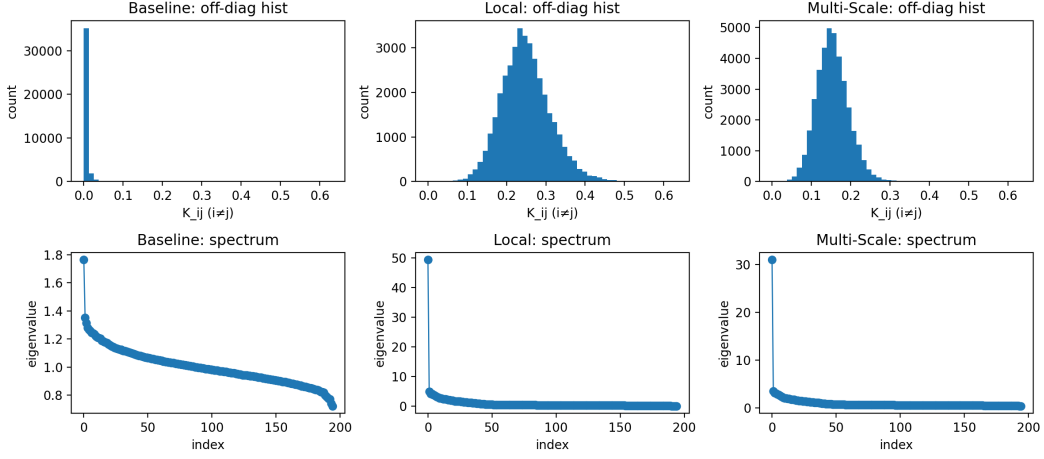 Baseline: off-diag hist
Local: off-diag hist
Multi-Scale: off-diag hist
count
30000
20000
10000
0
0.0 0.1 0.2 0.3 0.4 0.5 0.6
K_ij (i≠j)
count
3000
2000
1000
0
0.0 0.1 0.2 0.3 0.4 0.5 0.6
K_ij (i≠j)
count
5000
4000
3000
2000
1000
0
0.0 0.1 0.2 0.3 0.4 0.5 0.6
K_ij (i≠j)
Baseline: spectrum
Local: spectrum
Multi-Scale: spectrum
eigenvalue
1.8
1.6
1.4
1.2
1.0
0.8
0 50 100 150 200
index
eigenvalue
50
40
30
20
10
0
0 50 100 150 200
index
eigenvalue
30
20
10
0
0 50 100 150 200
index